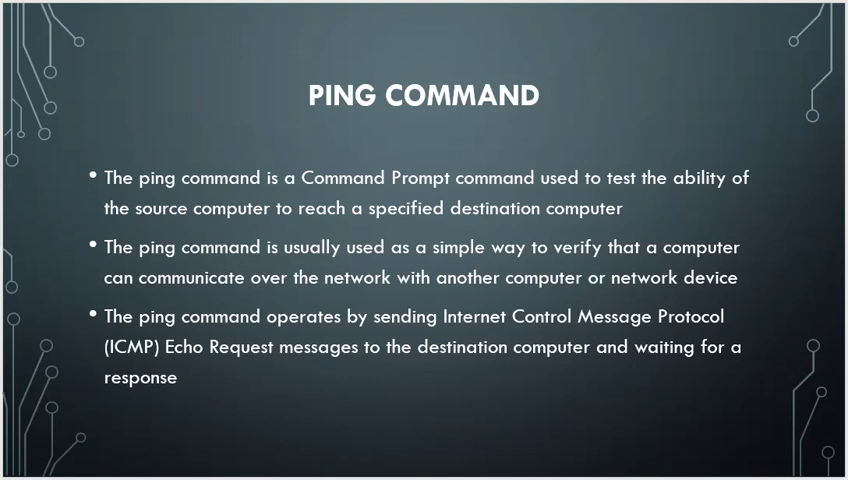 PING COMMAND
• The ping command is a Command Prompt command used to test the ability of
the source computer to reach a specified destination computer
• The ping command is usually used as a simple way to verify that a computer
can communicate over the network with another computer or network device
• The ping command operates by sending Internet Control Message Protocol
(ICMP) Echo Request messages to the destination computer and waiting for a
response